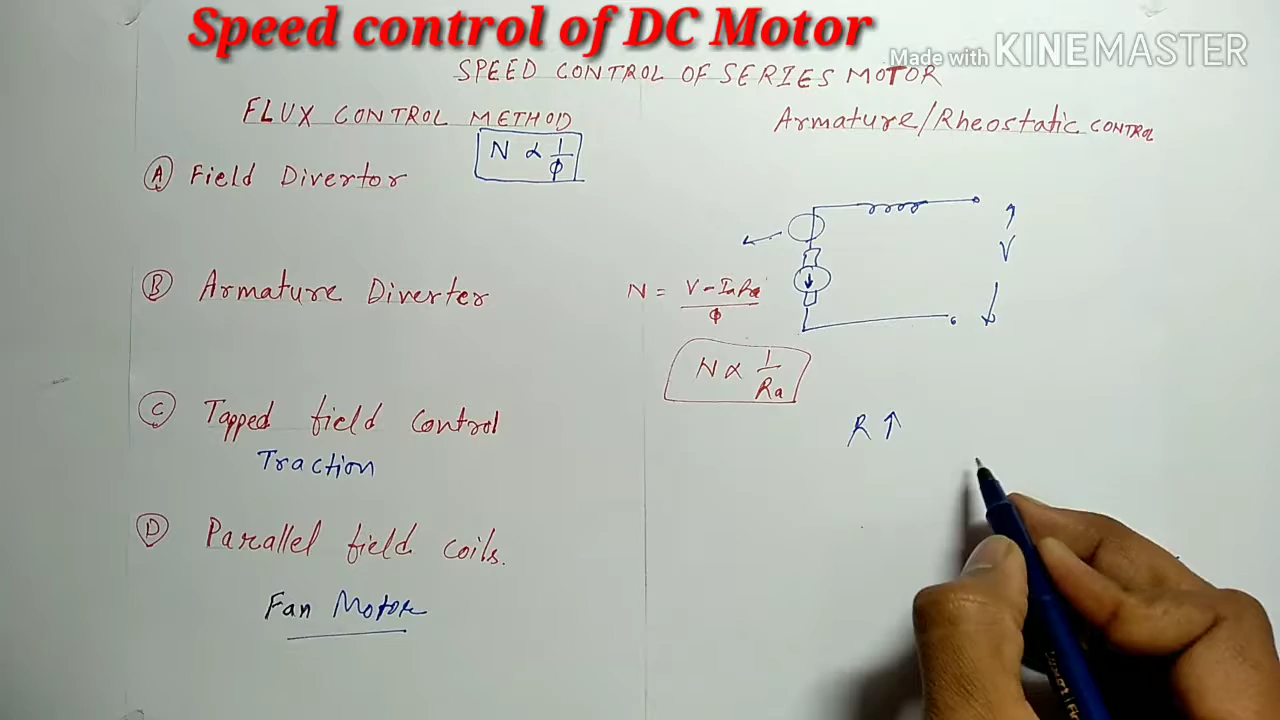 Speed control of DC Motor
Made with KINEMASTER
SPEED CONTROL OF SERIES MOTOR
FLUX CONTROL METHOD
N ∝ 1/φ
(A) Field Divertor
(B) Armature Diverter
(C) Tapped field control
Traction
(D) Parallel field coils.
Fan Motor
Armature/Rheostatic CONTROL
V
N = V-IaRa/φ
N ∝ 1/Ra
R ↑